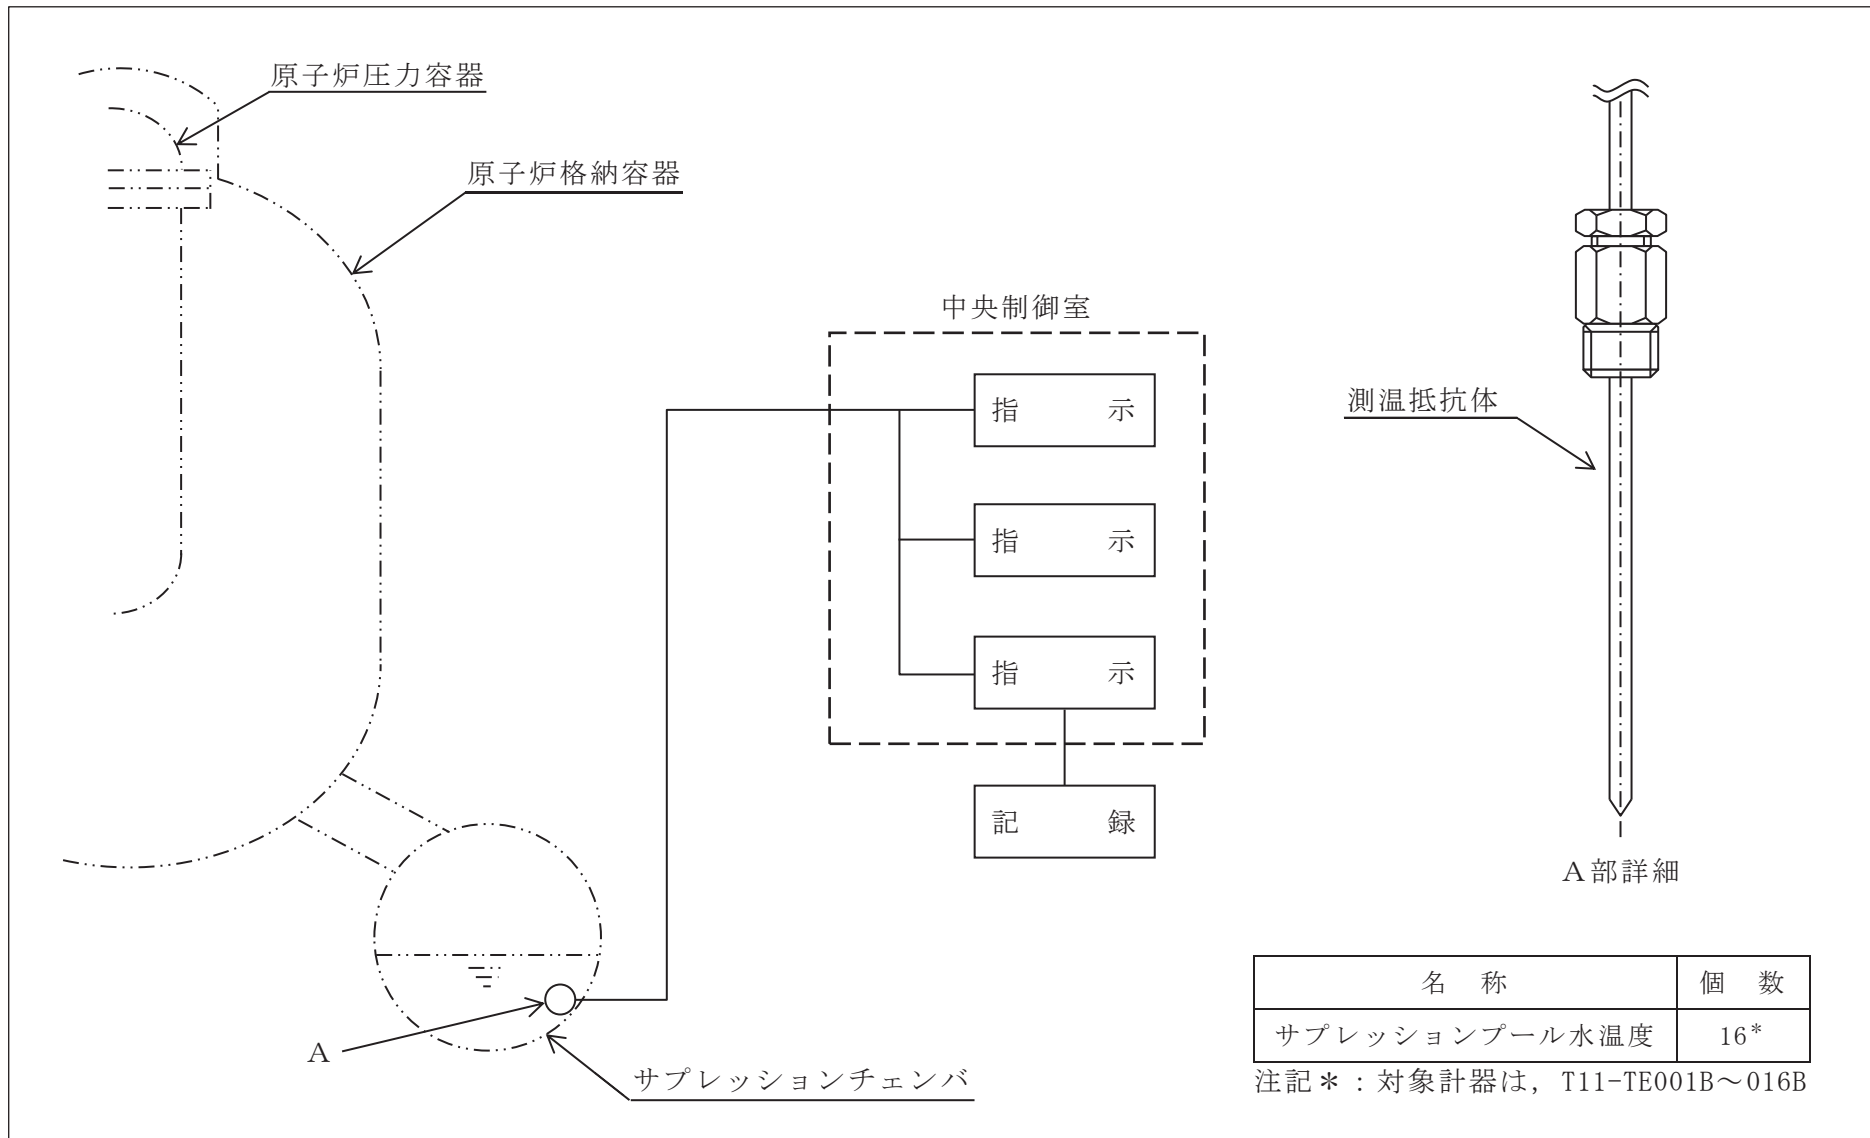 原子炉圧力容器
原子炉格納容器
中央制御室
指 示
指 示
指 示
記 録
A
サプレッションチェンバ
測温抵抗体
A部詳細
名 称 個 数
サプレッションプール水温度 16*
注記*:対象計器は,T11-TE001B~016B